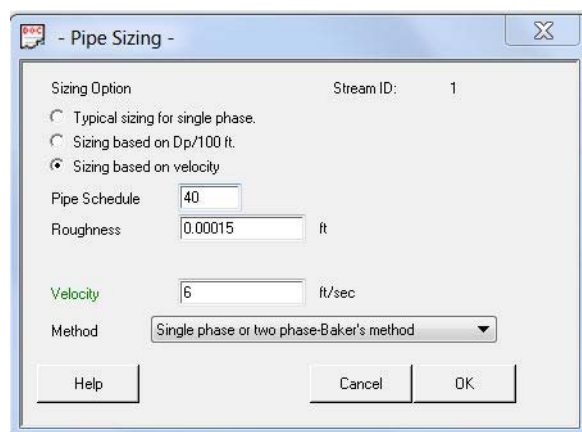 - Pipe Sizing -
Sizing Option Stream ID: 1
Typical sizing for single phase.
Sizing based on Dp/100 ft.
Sizing based on velocity
Pipe Schedule 40
Roughness 0.00015 ft
Velocity 6 ft/sec
Method Single phase or two phase-Baker's method
Help Cancel OK